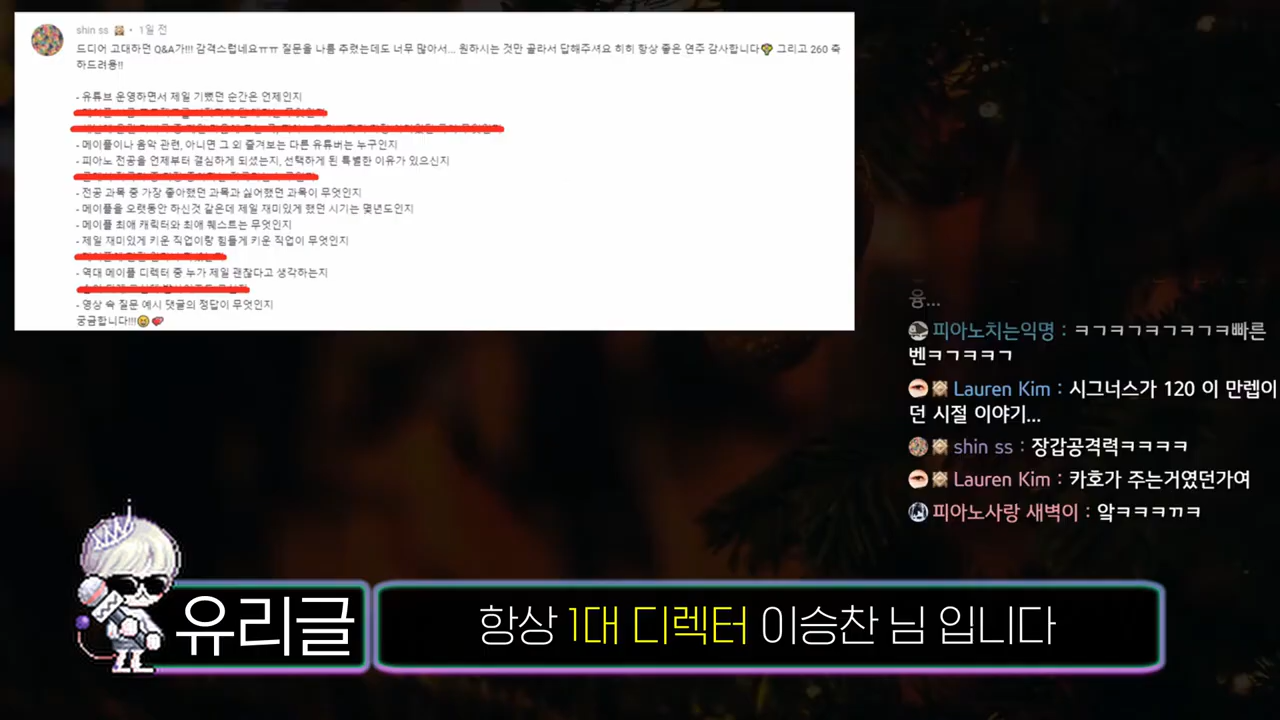 shin ss • 1일 전
드디어 고대하던 Q&A가!!! 감격스럽네요ㅠㅠ 질문을 나름 추렸는데도 너무 많아서... 원하시는 것만 골라서 답해주셔요 히히 항상 좋은 연주 감사합니다 그리고 260 축
하드려용!!
- 유튜브 운영하면서 제일 기뻤던 순간은 언제인지
- 메이플이나 음악 관련, 아니면 그 외 즐겨보는 다른 유튜버는 누구인지
- 피아노 전공을 언제부터 결심하게 되셨는지, 선택하게 된 특별한 이유가 있으신지
- 전공 과목 중 가장 좋아했던 과목과 싫어했던 과목이 무엇인지
- 메이플을 오랫동안 하신것 같은데 제일 재미있게 했던 시기는 몇년도인지
- 메이플 최애 캐릭터와 최애 퀘스트는 무엇인지
- 제일 재미있게 키운 직업이랑 힘들게 키운 직업이 무엇인지
- 역대 메이플 디렉터 중 누가 제일 괜찮다고 생각하는지
- 영상 속 질문 예시 댓글의 정답이 무엇인지
궁금합니다!!!
융...
피아노치는익명 : ㅋㄱㅋㄱㅋㄱㅋㄱㅋ빠른
벤ㅋㄱㅋㅋㄱ
Lauren Kim : 시그너스가 120 이 만렙이
던 시절 이야기...
shin ss : 장갑공격력ㅋㅋㅋㅋ
Lauren Kim : 카호가 주는거였던가여
피아노사랑 새벽이 : 앜ㅋㅋㅋㄲㅋ
유리글
항상 1대 디렉터 이승찬 님 입니다